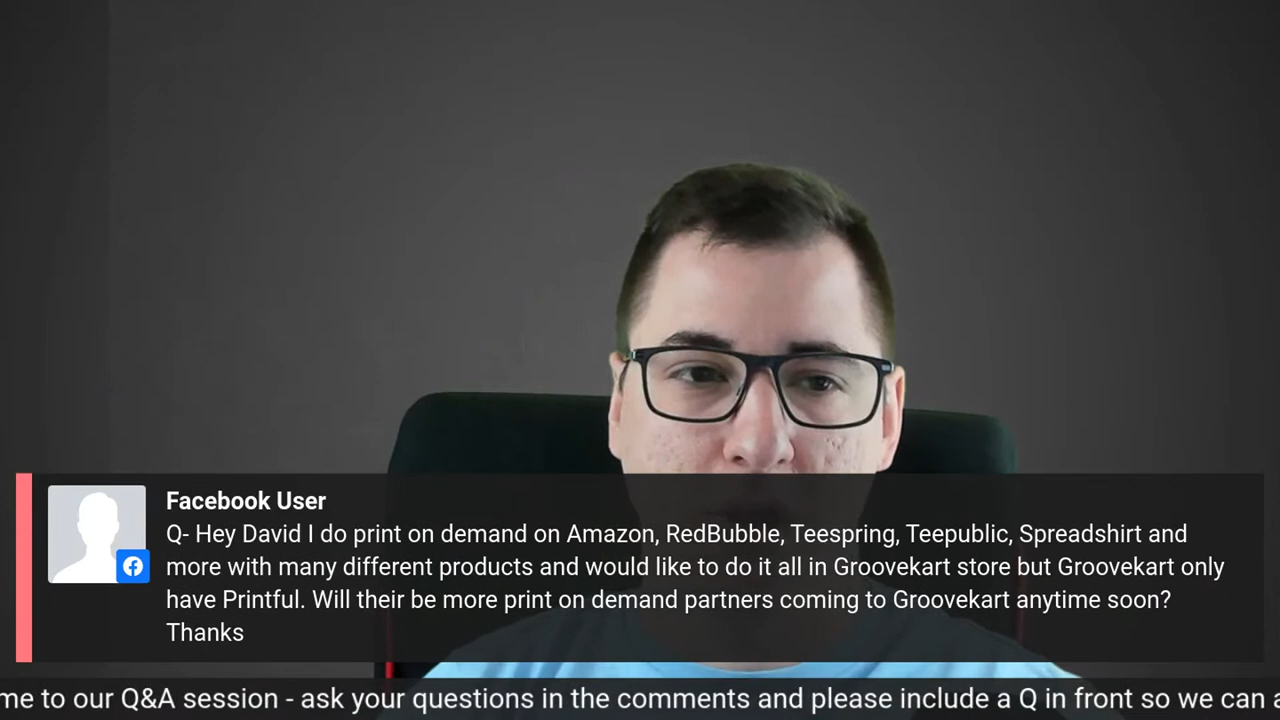 Facebook User
Q- Hey David I do print on demand on Amazon, RedBubble, Teespring, Teepublic, Spreadshirt and
more with many different products and would like to do it all in Groovekart store but Groovekart only
have Printful. Will their be more print on demand partners coming to Groovekart anytime soon?
Thanks
me to our Q&A session - ask your questions in the comments and please include a Q in front so we can a